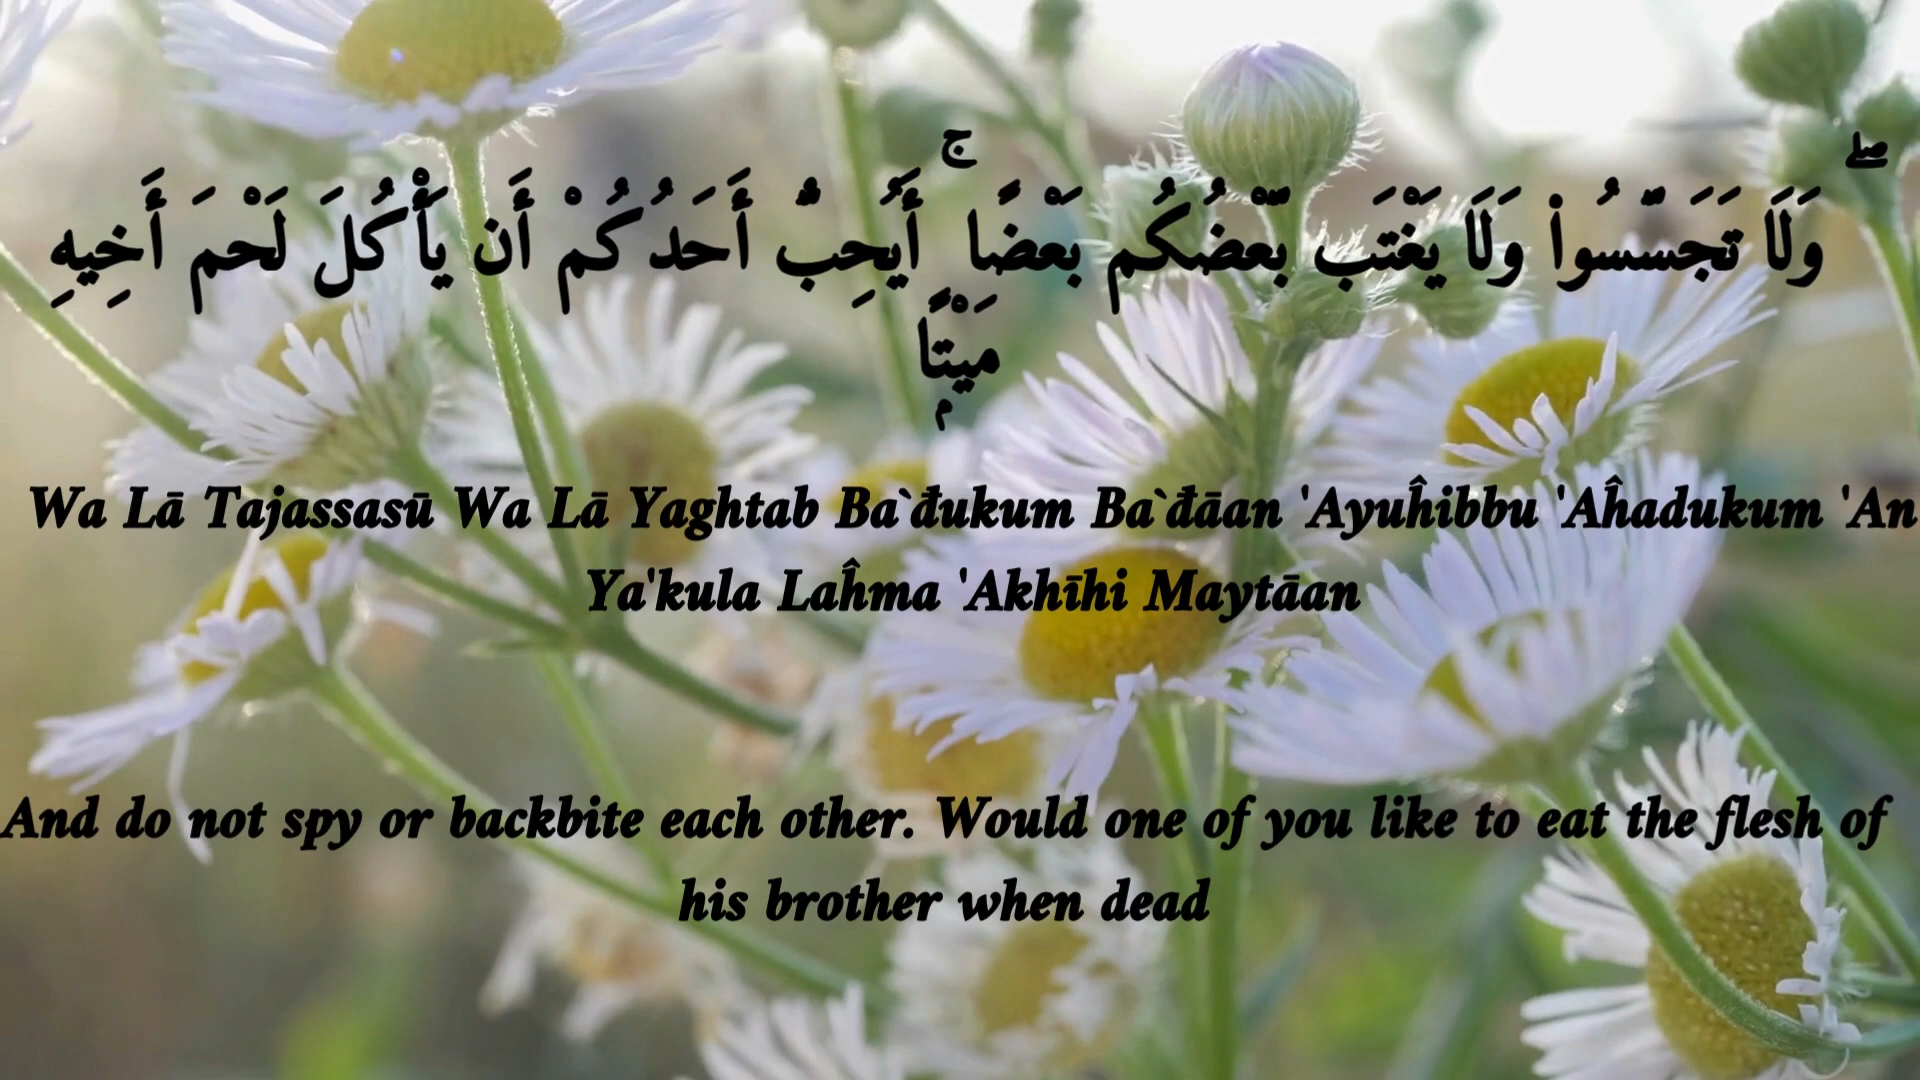 ۖ وَلَا تَجَسَّسُوا۟ وَلَا يَغْتَب بَّعْضُكُم بَعْضًا ۚ أَيُحِبُّ أَحَدُكُمْ أَن يَأْكُلَ لَحْمَ أَخِيهِ
مَيْتًۭا
Wa Lā Tajassasū Wa Lā Yaghtab Ba`đukum Ba`đāan 'Ayuĥibbu 'Aĥadukum 'An
Ya'kula Laĥma 'Akhīhi Maytāan
And do not spy or backbite each other. Would one of you like to eat the flesh of
his brother when dead